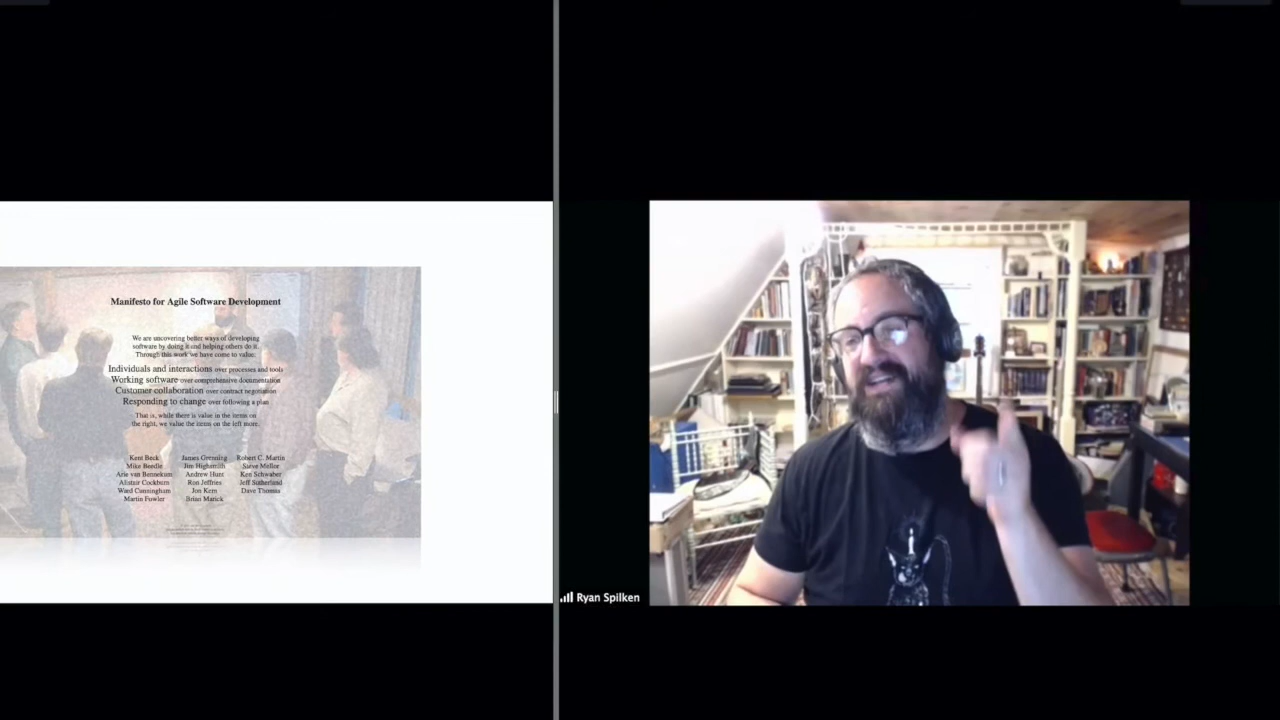 Manifesto for Agile Software Development
We are uncovering better ways of developing
software by doing it and helping others do it.
Through this work we have come to value:
Individuals and interactions over processes and tools
Working software over comprehensive documentation
Customer collaboration over contract negotiation
Responding to change over following a plan
That is, while there is value in the items on
the right, we value the items on the left more.
Kent Beck
Mike Beedle
Arie van Bennekum
Alistair Cockburn
Ward Cunningham
Martin Fowler
James Grenning
Jim Highsmith
Andrew Hunt
Ron Jeffries
Jon Kern
Brian Marick
Robert C. Martin
Steve Mellor
Ken Schwaber
Jeff Sutherland
Dave Thomas
Ryan Spilken